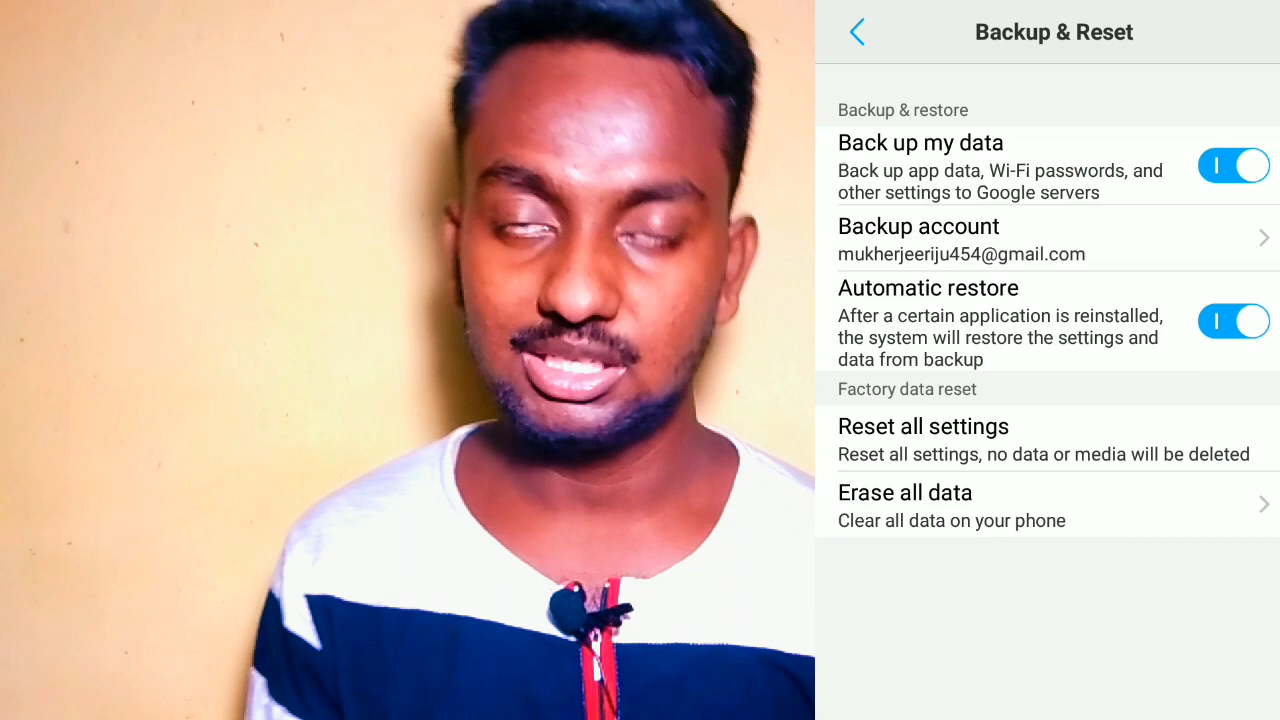 Backup & Reset
Backup & restore
Back up my data
Back up app data, Wi-Fi passwords, and
other settings to Google servers
Backup account
mukherjeeriju454@gmail.com
Automatic restore
After a certain application is reinstalled,
the system will restore the settings and
data from backup
Factory data reset
Reset all settings
Reset all settings, no data or media will be deleted
Erase all data
Clear all data on your phone